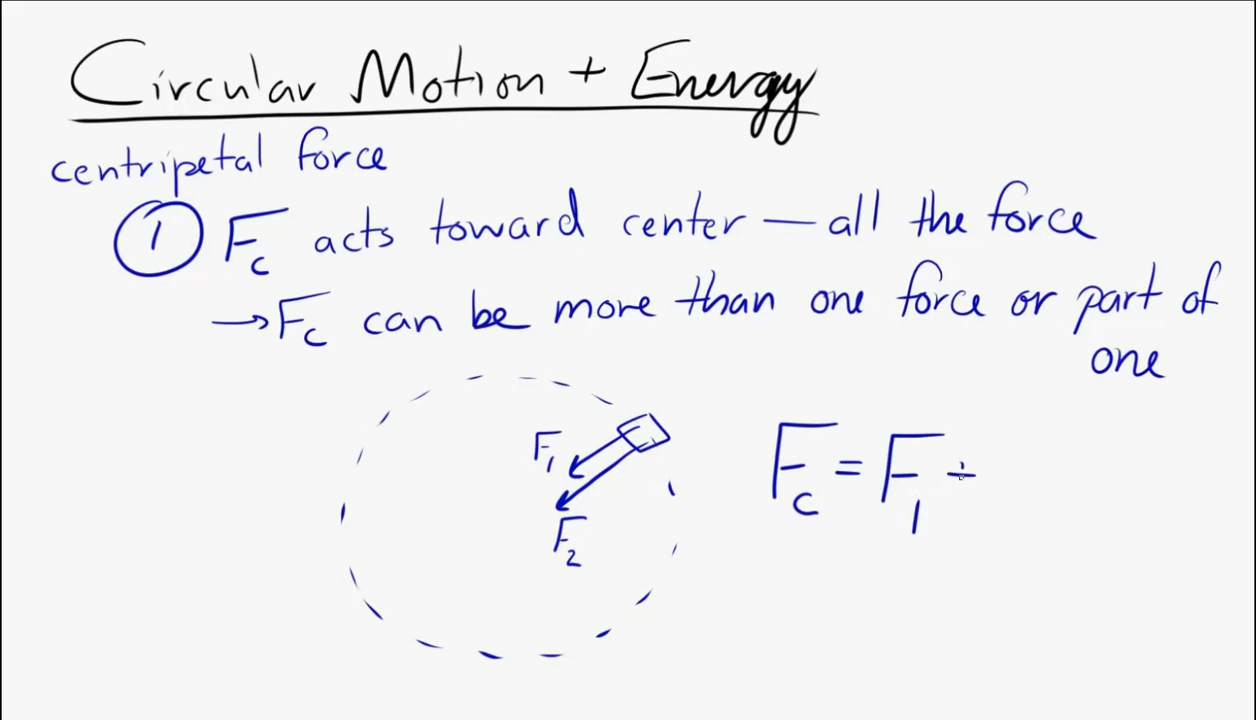 Circular Motion + Energy
centripetal force
1 Fc acts toward center — all the force
→ Fc can be more than one force or part of
one
F1
F2
Fc = F1 +